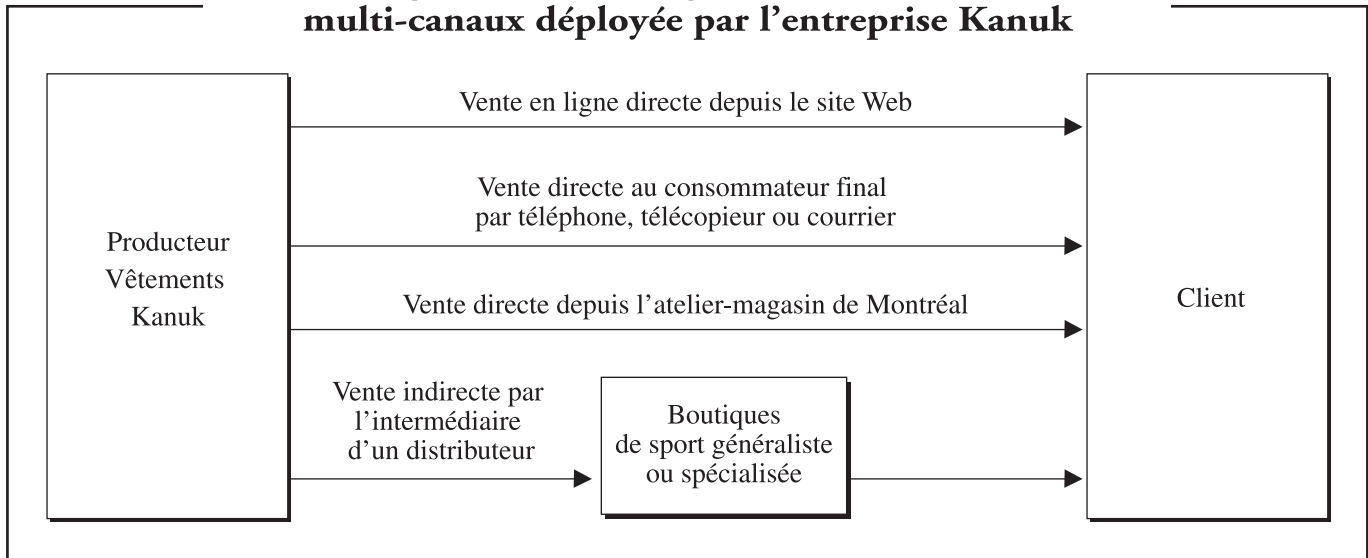 multi-canaux déployée par l'entreprise Kanuk
Vente en ligne directe depuis le site Web
Vente directe au consommateur final
par téléphone, télécopieur ou courrier
Producteur
Vêtements
Kanuk
Client
Vente directe depuis l'atelier-magasin de Montréal
Vente indirecte par
l'intermédiaire
d'un distributeur
Boutiques
de sport généraliste
ou spécialisée